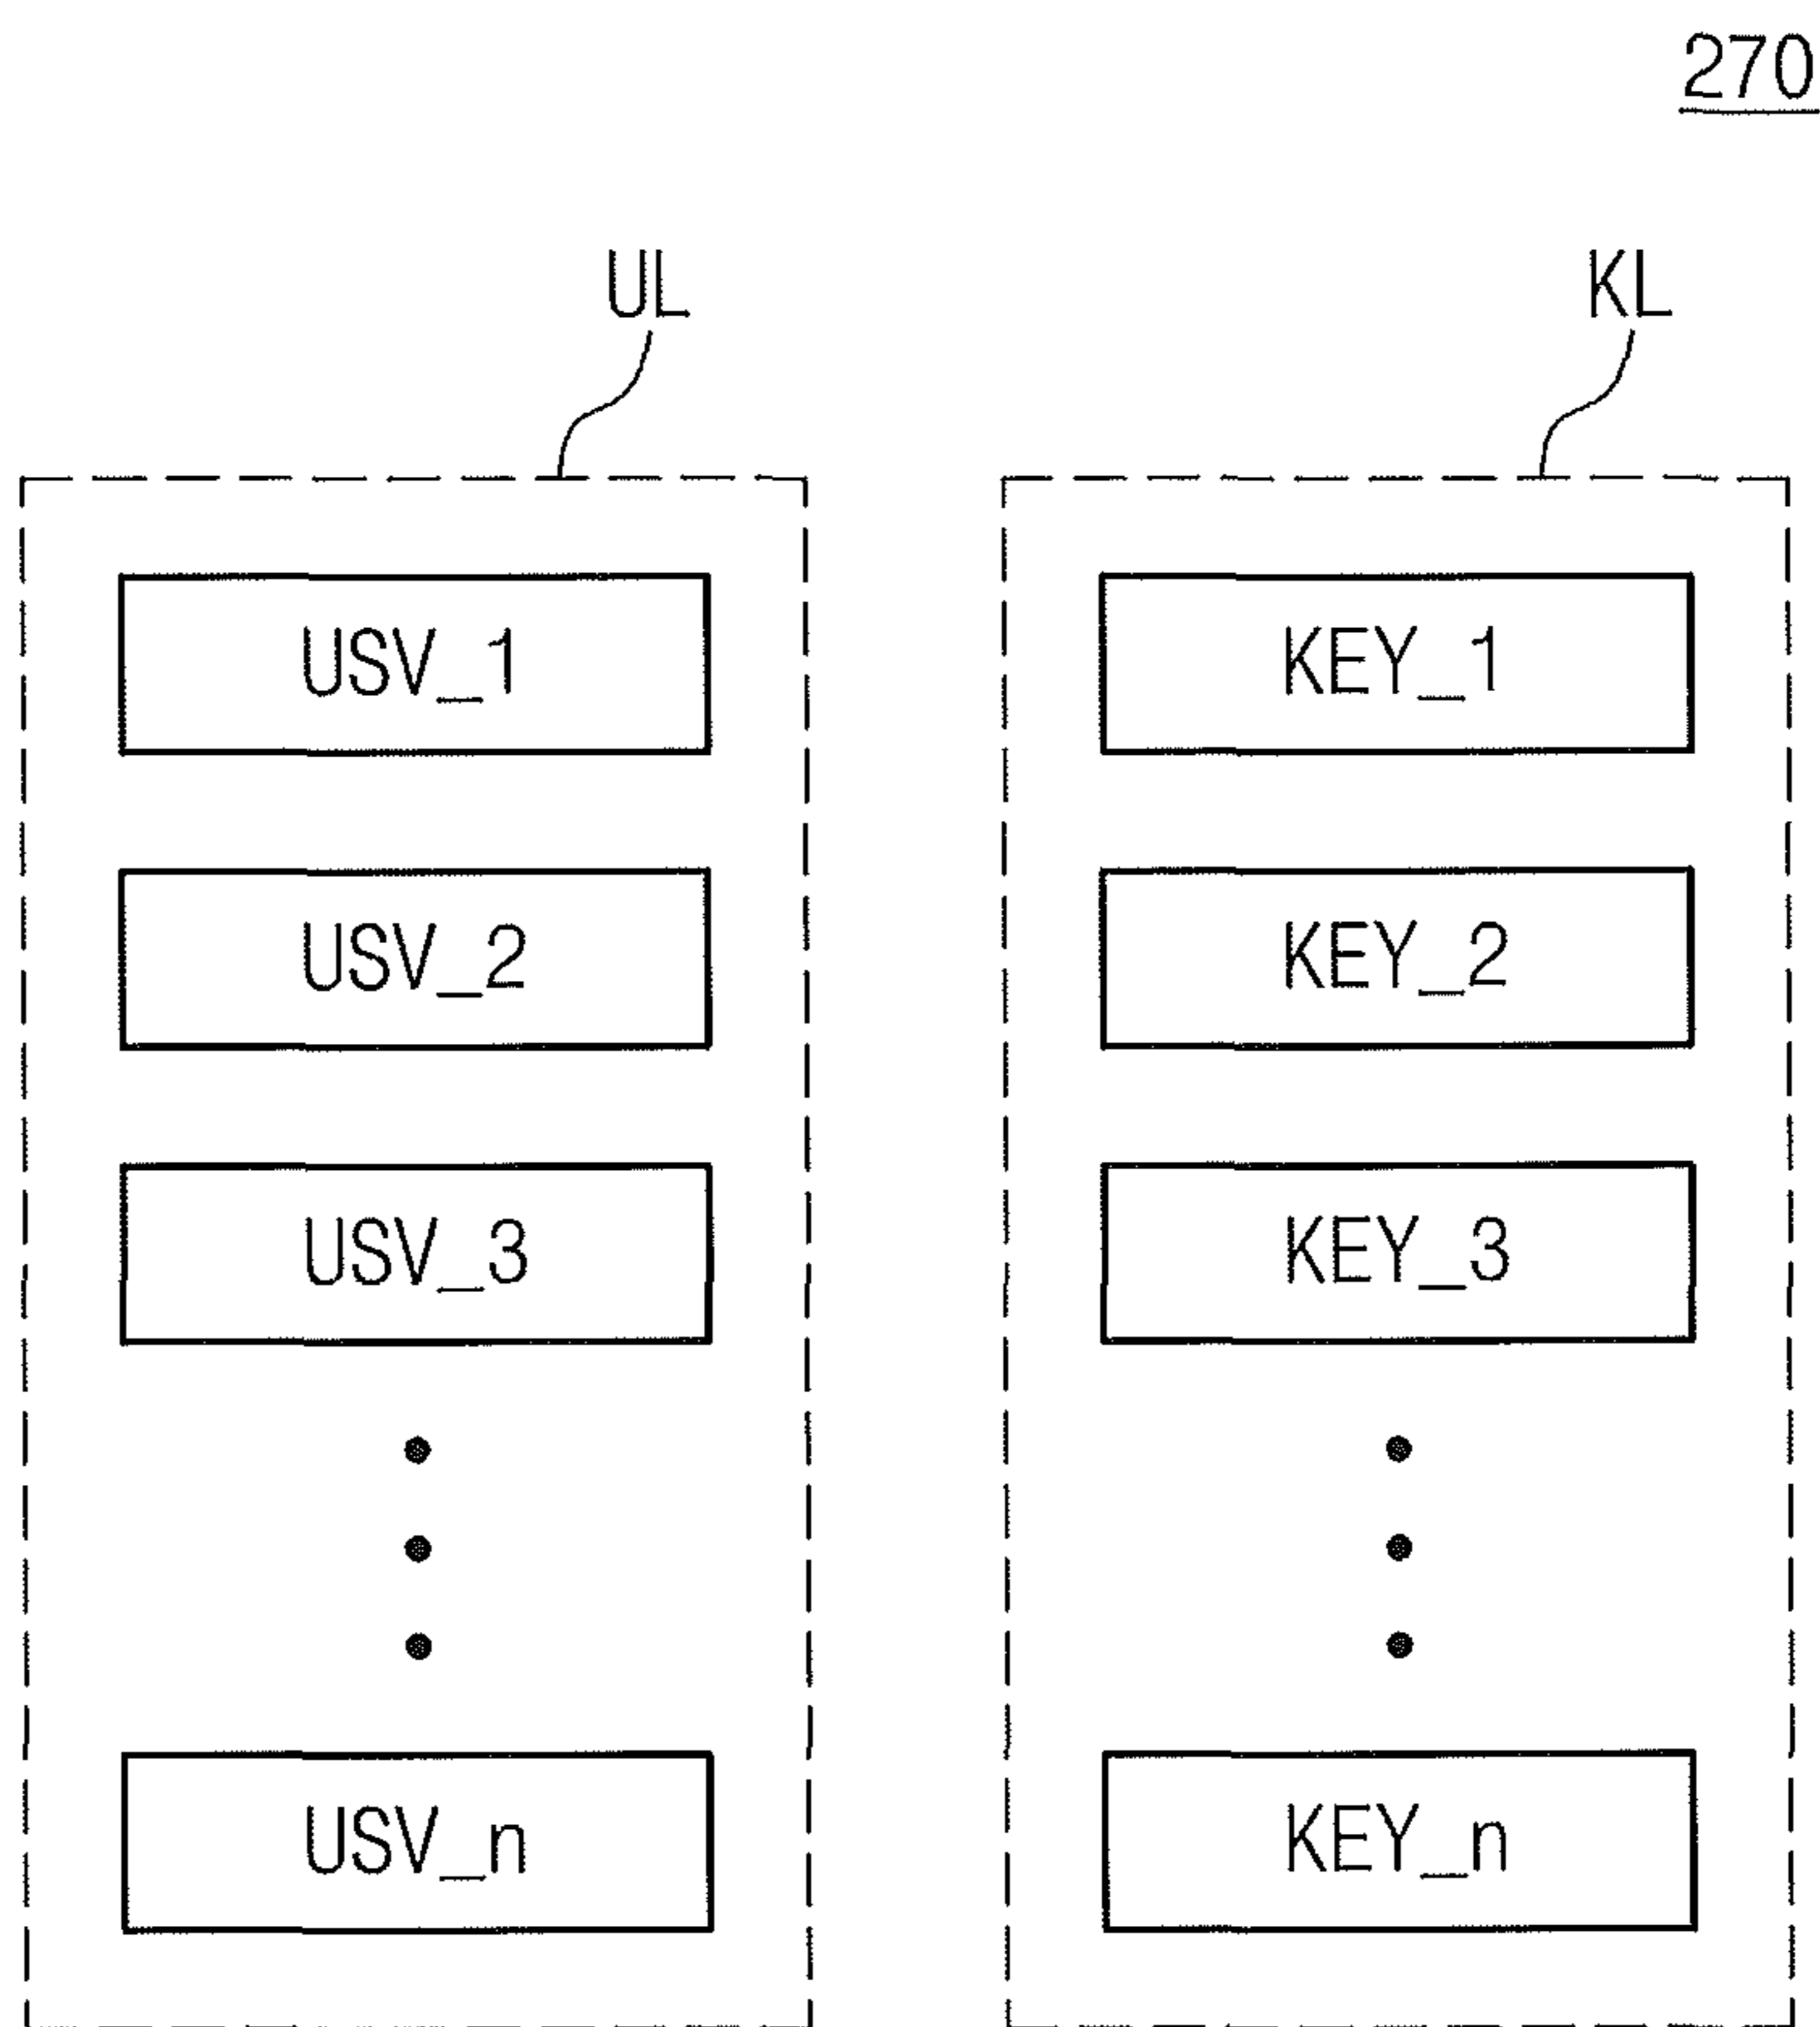 270
UL KL
USV_1 KEY_1
USV_2 KEY_2
USV_3 KEY_3
USV_n KEY_n